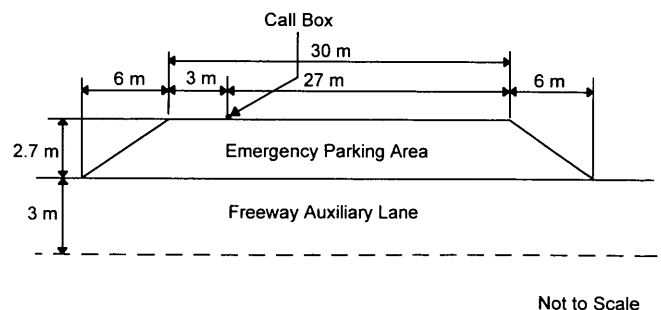 Call Box
30 m
6 m 3 m 27 m 6 m
2.7 m
Emergency Parking Area
3 m
Freeway Auxiliary Lane
Not to Scale